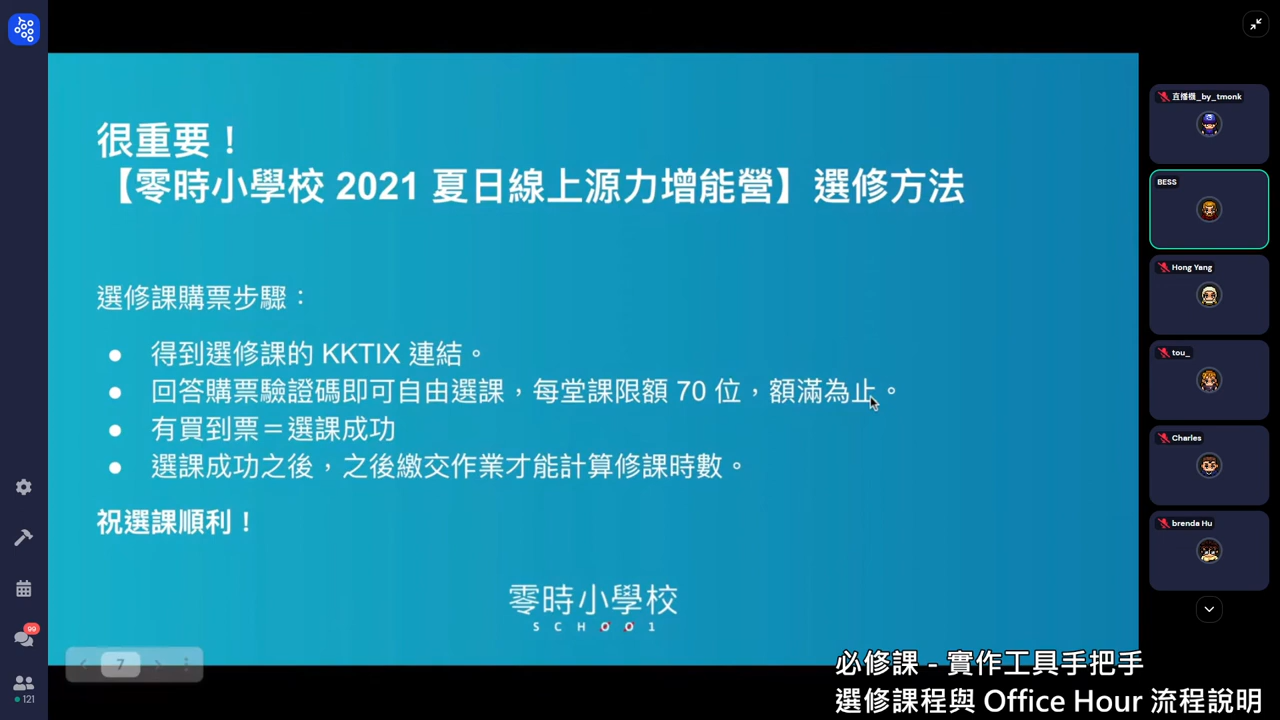 很重要！
【零時小學校 2021 夏日線上源力增能營】選修方法
選修課購票步驟：
● 得到選修課的 KKTIX 連結。
● 回答購票驗證碼即可自由選課，每堂課限額 70 位，額滿為止。
● 有買到票＝選課成功
● 選課成功之後，之後繳交作業才能計算修課時數。
祝選課順利！
零時小學校
SCHOO1
7
必修課 - 實作工具手把手
選修課程與 Office Hour 流程說明
直播機_by_tmonk
BESS
Hong Yang
tou_
Charles
brenda Hu
99
121